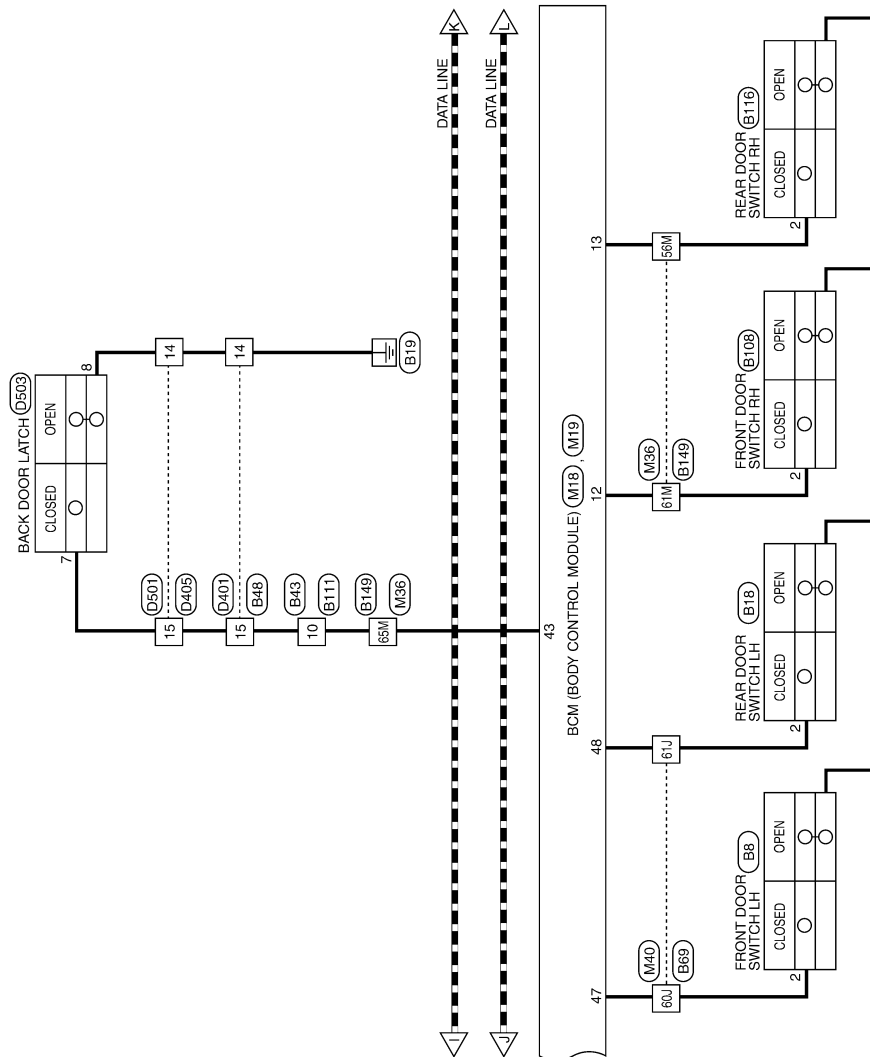 BACK DOOR LATCH D503
CLOSED OPEN
7 8
15 D501 D405 14
15 D401 B48 14
10 B43 B111
65M B149 M36
B19
DATA LINE
I K
DATA LINE
J L
43
BCM (BODY CONTROL MODULE) M18 , M19
47 48 12 13
60J M40 B69
61J
61M M36 B149
56M
FRONT DOOR SWITCH LH B8
2
CLOSED OPEN
REAR DOOR SWITCH LH B18
2
CLOSED OPEN
FRONT DOOR SWITCH RH B108
2
CLOSED OPEN
REAR DOOR SWITCH RH B116
2
CLOSED OPEN